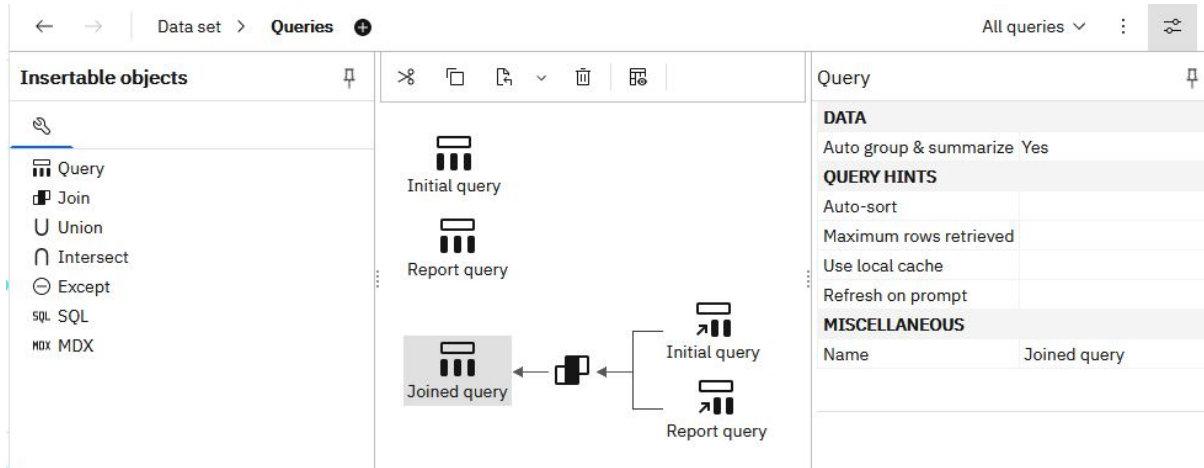 Data set > Queries
All queries
Insertable objects
Query
Join
Union
Intersect
Except
SQL SQL
MDX MDX
Initial query
Report query
Joined query
Initial query
Report query
Query
DATA
Auto group & summarize Yes
QUERY HINTS
Auto-sort
Maximum rows retrieved
Use local cache
Refresh on prompt
MISCELLANEOUS
Name Joined query